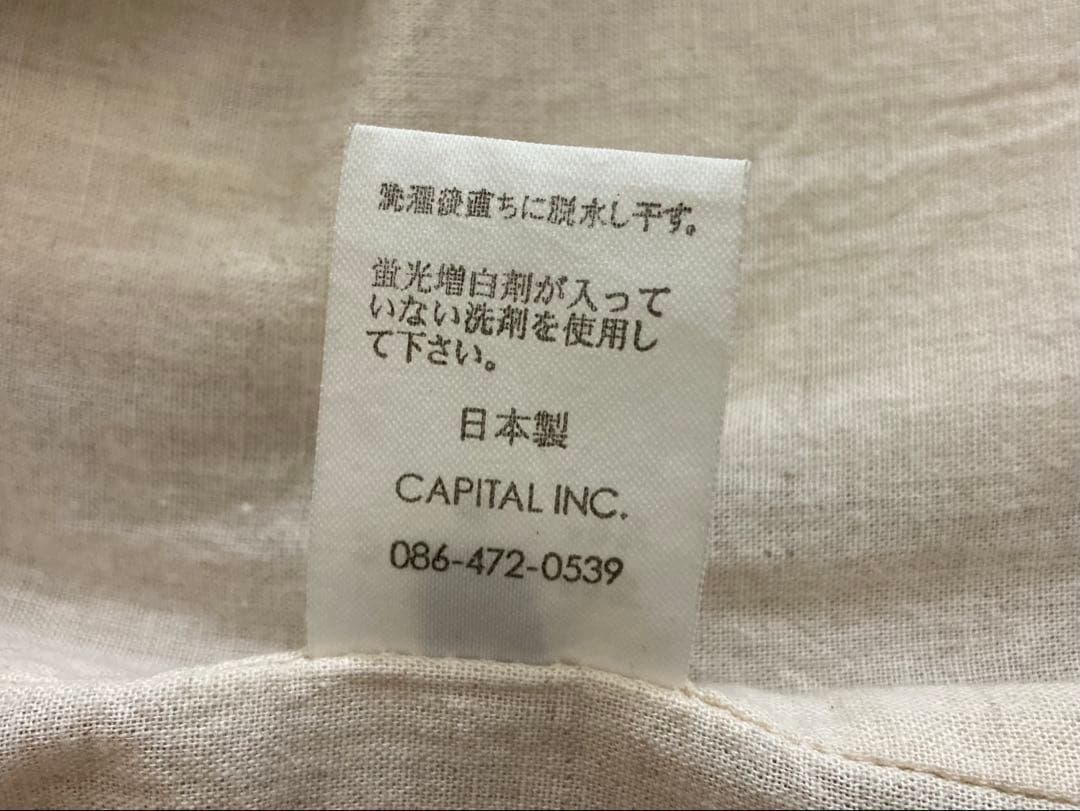 洗濯後直ちに脱水し干す。
蛍光増白剤が入って
いない洗剤を使用し
て下さい。
日本製
CAPITAL INC.
086-472-0539